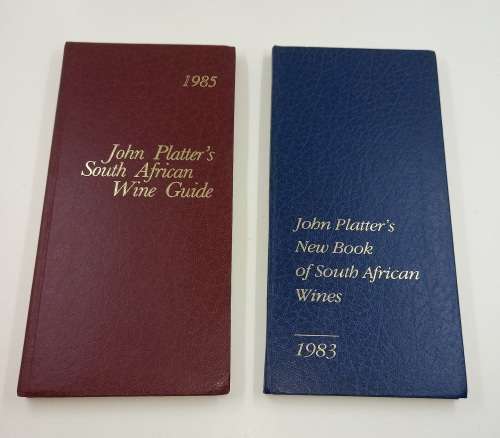 1985
John Platter's
South African
Wine Guide
John Platter's
New Book
of South African
Wines
1983